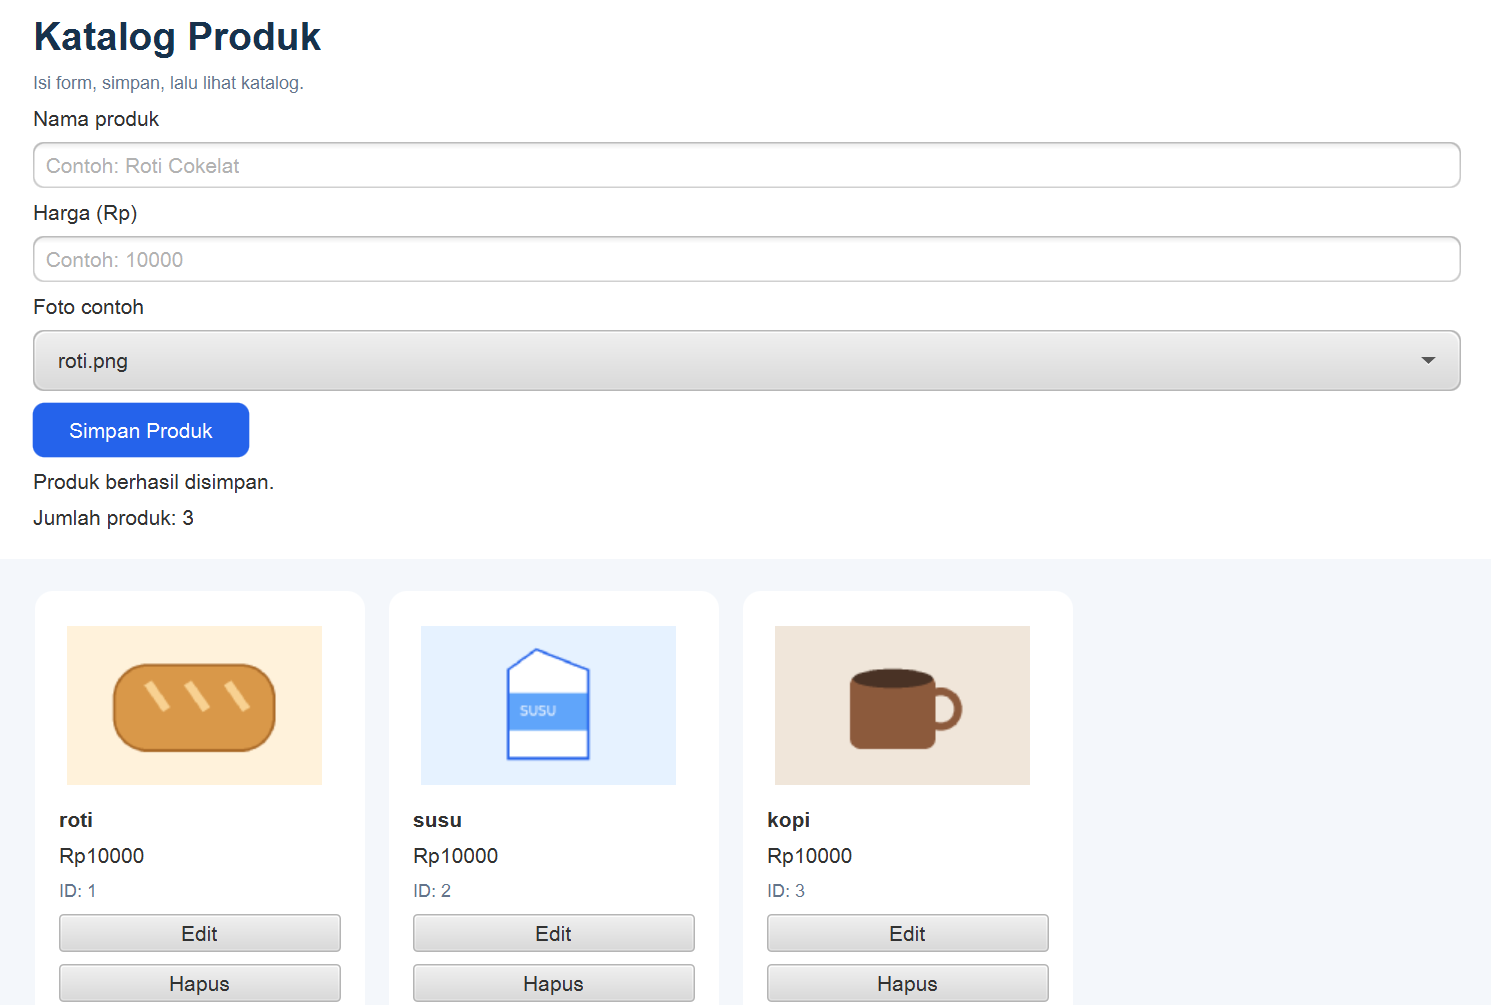 Katalog Produk
Isi form, simpan, lalu lihat katalog.
Nama produk
Contoh: Roti Cokelat
Harga (Rp)
Contoh: 10000
Foto contoh
roti.png
Simpan Produk
Produk berhasil disimpan.
Jumlah produk: 3
SUSU
roti
Rp10000
ID: 1
Edit
Hapus
susu
Rp10000
ID: 2
Edit
Hapus
kopi
Rp10000
ID: 3
Edit
Hapus